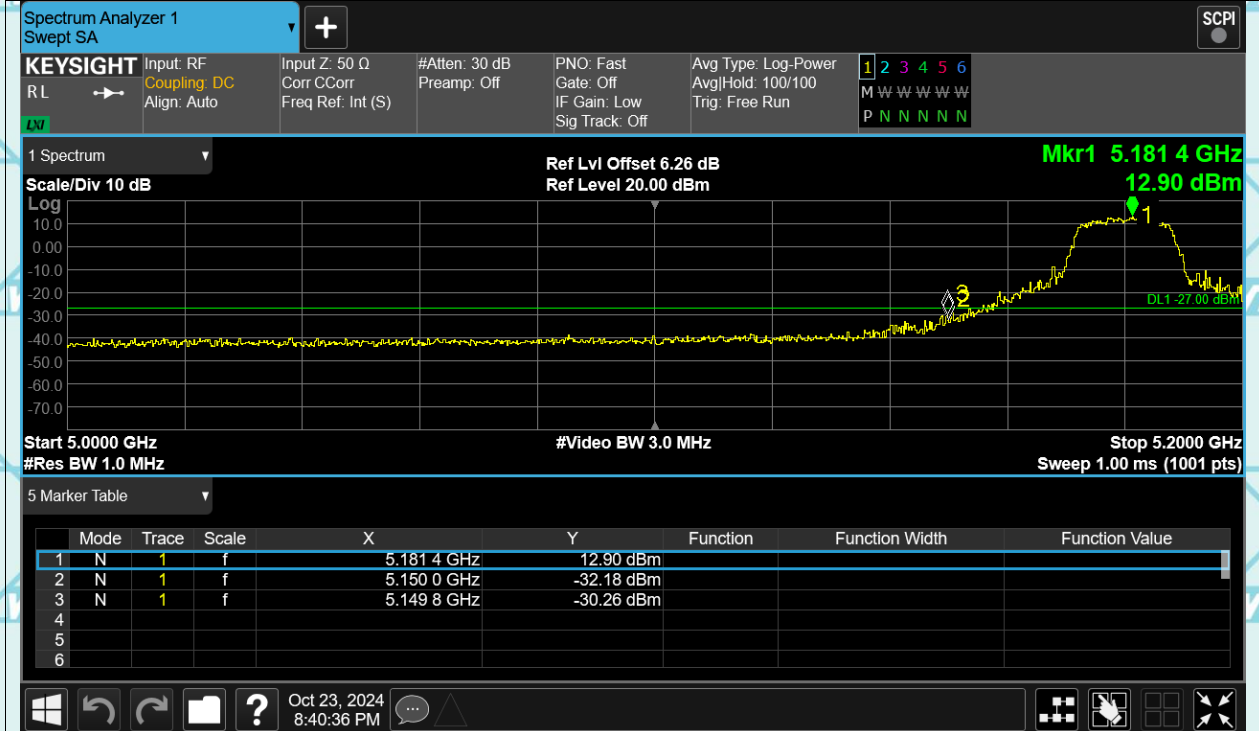 Spectrum Analyzer 1
Swept SA
SCPI
KEYSIGHT Input: RF Input Z: 50 Ω #Atten: 30 dB PNO: Fast Avg Type: Log-Power 1 2 3 4 5 6
R L Coupling: DC Corr CCorr Preamp: Off Gate: Off Avg|Hold: 100/100 M W W W W W W
Align: Auto Freq Ref: Int (S) IF Gain: Low Trig: Free Run P N N N N N N
LXI Sig Track: Off
1 Spectrum Ref Lvl Offset 6.26 dB Mkr1 5.181 4 GHz
Scale/Div 10 dB Ref Level 20.00 dBm 12.90 dBm
Log
1
10.0
0.00
-10.0
-20.0
DL1 -27.00 dBm
-30.0
-40.0
-50.0
-60.0
-70.0
Start 5.0000 GHz #Video BW 3.0 MHz Stop 5.2000 GHz
#Res BW 1.0 MHz Sweep 1.00 ms (1001 pts)
5 Marker Table
Mode Trace Scale X Y Function Function Width Function Value
1 N 1 f 5.181 4 GHz 12.90 dBm
2 N 1 f 5.150 0 GHz -32.18 dBm
3 N 1 f 5.149 8 GHz -30.26 dBm
4
5
6
? Oct 23, 2024
8:40:36 PM